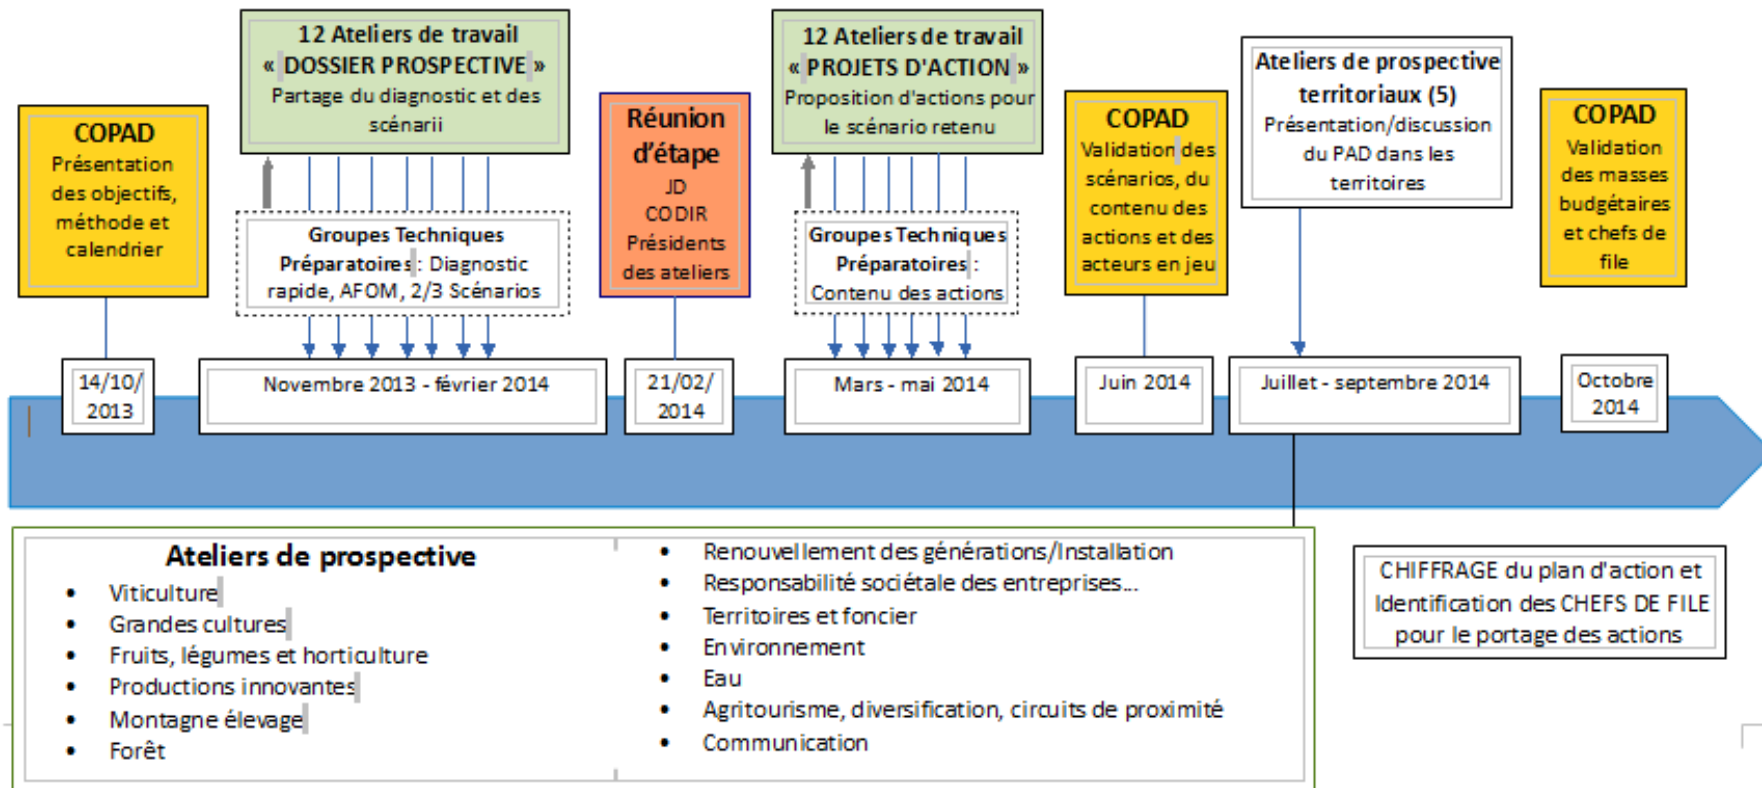 COPAD
Présentation
des objectifs,
méthode et
calendrier
12 Ateliers de travail
« DOSSIER PROSPECTIVE »
Partage du diagnostic et des
scénarii
Groupes Techniques
Préparatoires : Diagnostic
rapide, AFOM, 2/3 Scénarios
Réunion
d'étape
JD
CODIR
Présidents
des ateliers
12 Ateliers de travail
« PROJETS D'ACTION »
Proposition d'actions pour
le scénario retenu
Groupes Techniques
Préparatoires :
Contenu des actions
COPAD
Validation des
scénarios, du
contenu des
actions et des
acteurs en jeu
Ateliers de prospective
territoriaux (5)
Présentation/discussion
du PAD dans les
territoires
COPAD
Validation
des masses
budgétaires
et chefs de
file
14/10/
2013
Novembre 2013 - février 2014
21/02/
2014
Mars - mai 2014
Juin 2014
Juillet - septembre 2014
Octobre
2014
Ateliers de prospective
• Viticulture
• Grandes cultures
• Fruits, légumes et horticulture
• Productions innovantes
• Montagne élevage
• Forêt
• Renouvellement des générations/Installation
• Responsabilité sociétale des entreprises...
• Territoires et foncier
• Environnement
• Eau
• Agritourisme, diversification, circuits de proximité
• Communication
CHIFFRAGE du plan d'action et
Identification des CHEFS DE FILE
pour le portage des actions